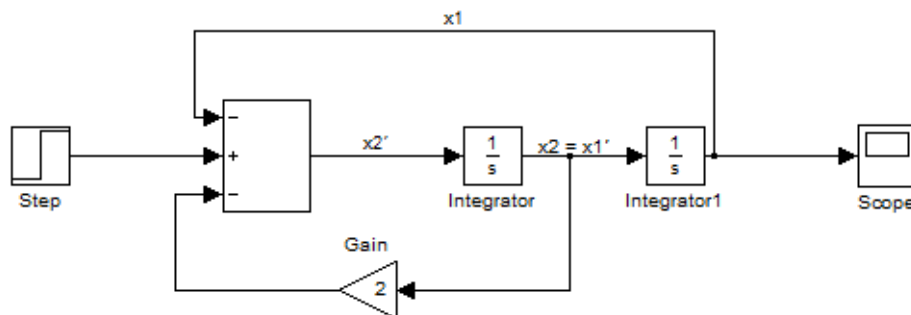 x1
−
+
−
x2′
1
s
x2 = x1′
1
s
Step
Integrator
Integrator1
Scope
Gain
2